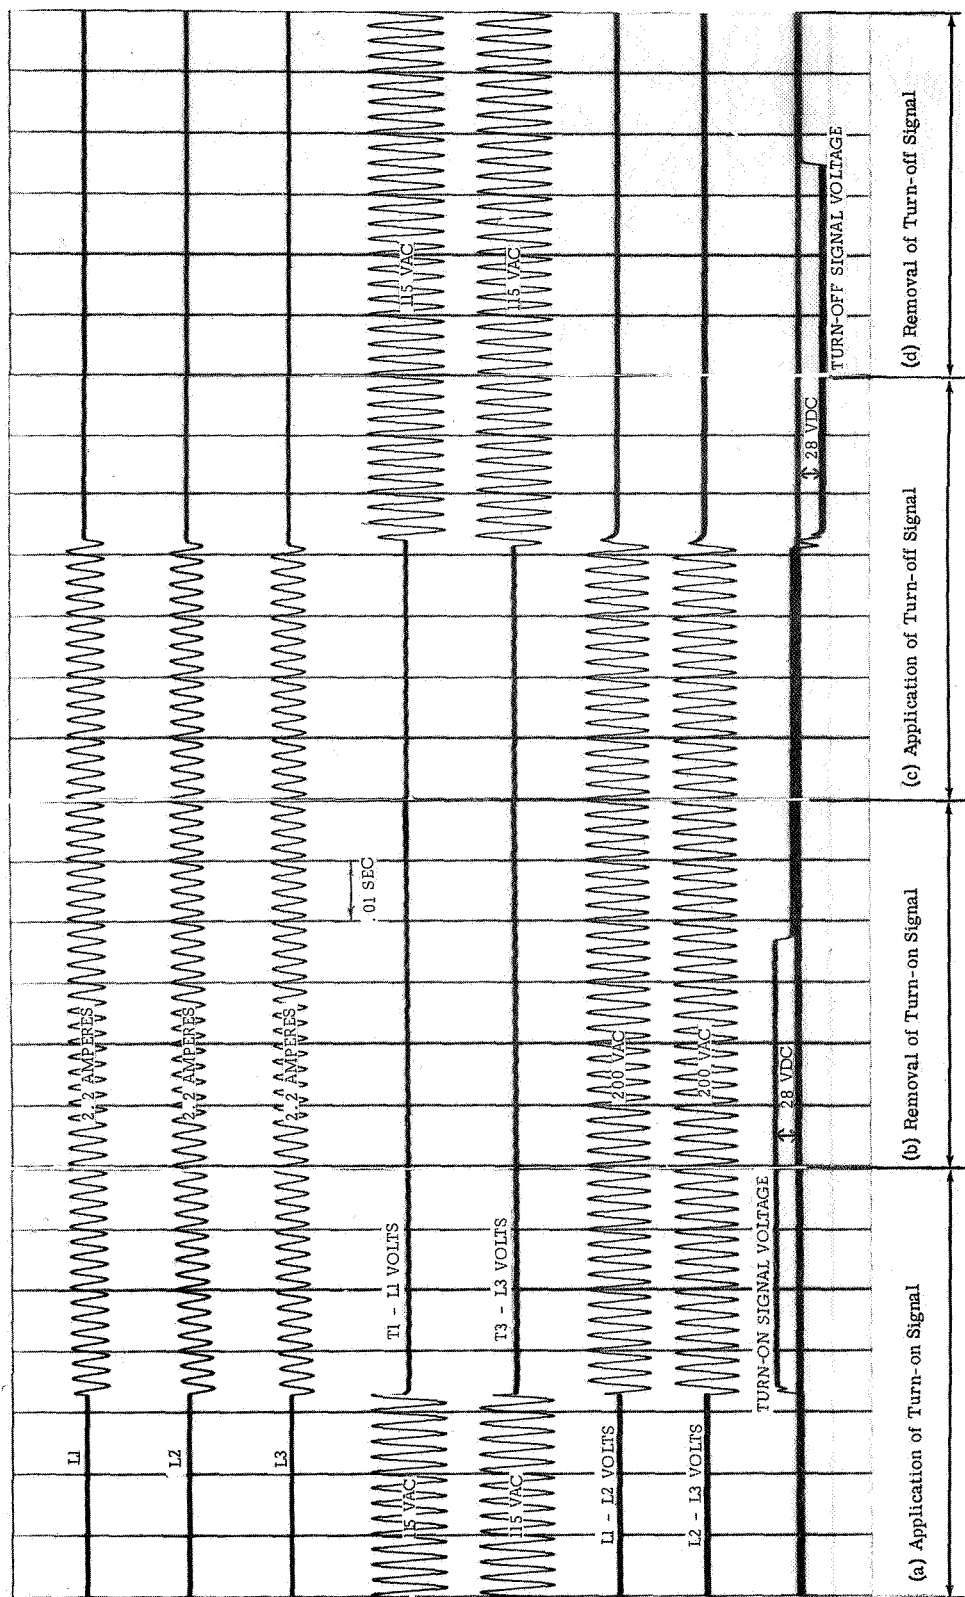 L1
2.2 AMPERES
L2
2.2 AMPERES
L3
2.2 AMPERES
.01 SEC
115 VAC
T1 - L1 VOLTS
115 VAC
115 VAC
T3 - L3 VOLTS
115 VAC
L1 - L2 VOLTS
200 VAC
L2 - L3 VOLTS
200 VAC
TURN-ON SIGNAL VOLTAGE
28 VDC
28 VDC
TURN-OFF SIGNAL VOLTAGE
(a) Application of Turn-on Signal
(b) Removal of Turn-on Signal
(c) Application of Turn-off Signal
(d) Removal of Turn-off Signal